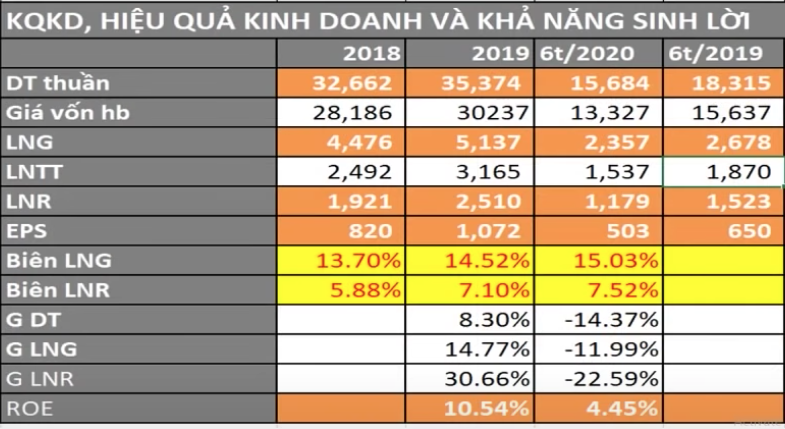 KQKD, HIỆU QUẢ KINH DOANH VÀ KHẢ NĂNG SINH LỜI
2018 2019 6t/2020 6t/2019
DT thuần 32,662 35,374 15,684 18,315
Giá vốn hb 28,186 30237 13,327 15,637
LNG 4,476 5,137 2,357 2,678
LNTT 2,492 3,165 1,537 1,870
LNR 1,921 2,510 1,179 1,523
EPS 820 1,072 503 650
Biên LNG 13.70% 14.52% 15.03%
Biên LNR 5.88% 7.10% 7.52%
G DT 8.30% -14.37%
G LNG 14.77% -11.99%
G LNR 30.66% -22.59%
ROE 10.54% 4.45%